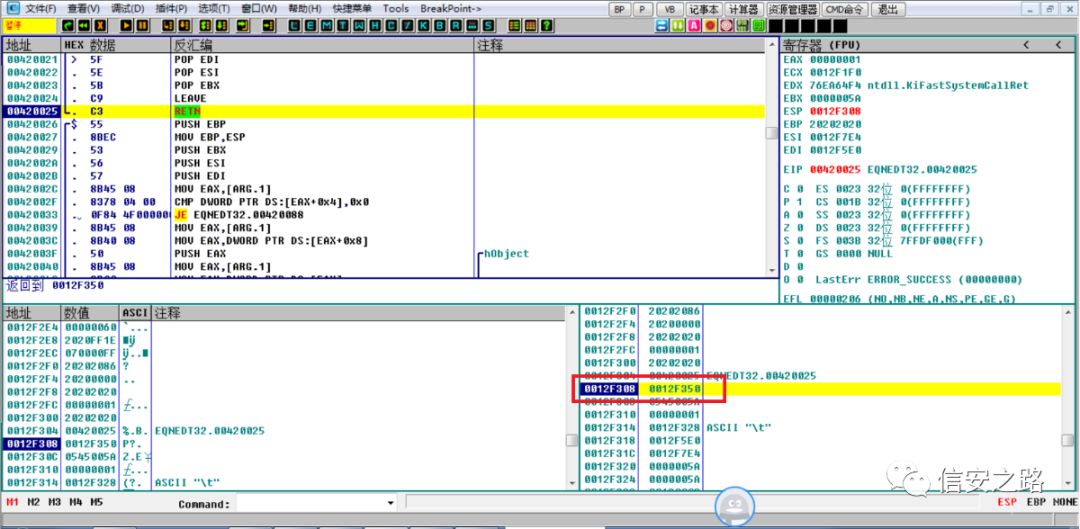 文件(F) 查看(V) 调试(D) 插件(P) 选项(T) 窗口(W) 帮助(H) 快捷菜单 Tools BreakPoint-> BP P VB 记事本 计算器 资源管理器 CMD命令 退出
暂停 L E M T W H C / K B R ... S
地址 HEX 数据 反汇编 注释
00420021 > 5F POP EDI
00420022 . 5E POP ESI
00420023 . 5B POP EBX
00420024 . C9 LEAVE
00420025 . C3 RETN
00420026 $ 55 PUSH EBP
00420027 . 8BEC MOV EBP,ESP
00420029 . 53 PUSH EBX
0042002A . 56 PUSH ESI
0042002B . 57 PUSH EDI
0042002C . 8B45 08 MOV EAX,[ARG.1]
0042002F . 8378 04 00 CMP DWORD PTR DS:[EAX+0x4],0x0
00420033 . 0F84 4F000000 JE EQNEDT32.00420088
00420039 . 8B45 08 MOV EAX,[ARG.1]
0042003C . 8B40 08 MOV EAX,DWORD PTR DS:[EAX+0x8]
0042003F . 50 PUSH EAX hObject
00420040 . 8B45 08 MOV EAX,[ARG.1]
返回到 0012F350
寄存器 (FPU) < <
EAX 00000001
ECX 0012F1F0
EDX 76EA64F4 ntdll.KiFastSystemCallRet
EBX 0000005A
ESP 0012F308
EBP 20202020
ESI 0012F7E4
EDI 0012F5E0
EIP 00420025 EQNEDT32.00420025
C 0 ES 0023 32位 0(FFFFFFFF)
P 1 CS 001B 32位 0(FFFFFFFF)
A 0 SS 0023 32位 0(FFFFFFFF)
Z 0 DS 0023 32位 0(FFFFFFFF)
S 0 FS 003B 32位 7FFDF000(FFF)
T 0 GS 0000 NULL
D 0
O 0 LastErr ERROR_SUCCESS (00000000)
EFL 00000206 (NO,NB,NE,A,NS,PE,GE,G)
地址 数值 ASCI 注释
0012F2E4 00000060 `...
0012F2E8 2020FF1E
0012F2EC 070000FF
0012F2F0 20202086 ?
0012F2F4 20200000 ..
0012F2F8 20202020
0012F2FC 00000001
0012F300 20202020
0012F304 00420025 %.B. EQNEDT32.00420025
0012F308 0012F350 P?.
0012F30C 0545005A Z.E
0012F310 00000001
0012F314 0012F328 (?. ASCII "\t"
0012F2F0 20202086
0012F2F4 20200000
0012F2F8 20202020
0012F2FC 00000001
0012F300 20202020
0012F304 00420025 EQNEDT32.00420025
0012F308 0012F350
0012F30C 0545005A
0012F310 00000001
0012F314 0012F328 ASCII "\t"
0012F318 0012F5E0
0012F31C 0012F7E4
0012F320 0000005A
0012F324 0000005A
信安之路
M1 M2 M3 M4 M5 Command: ESP EBP NONE